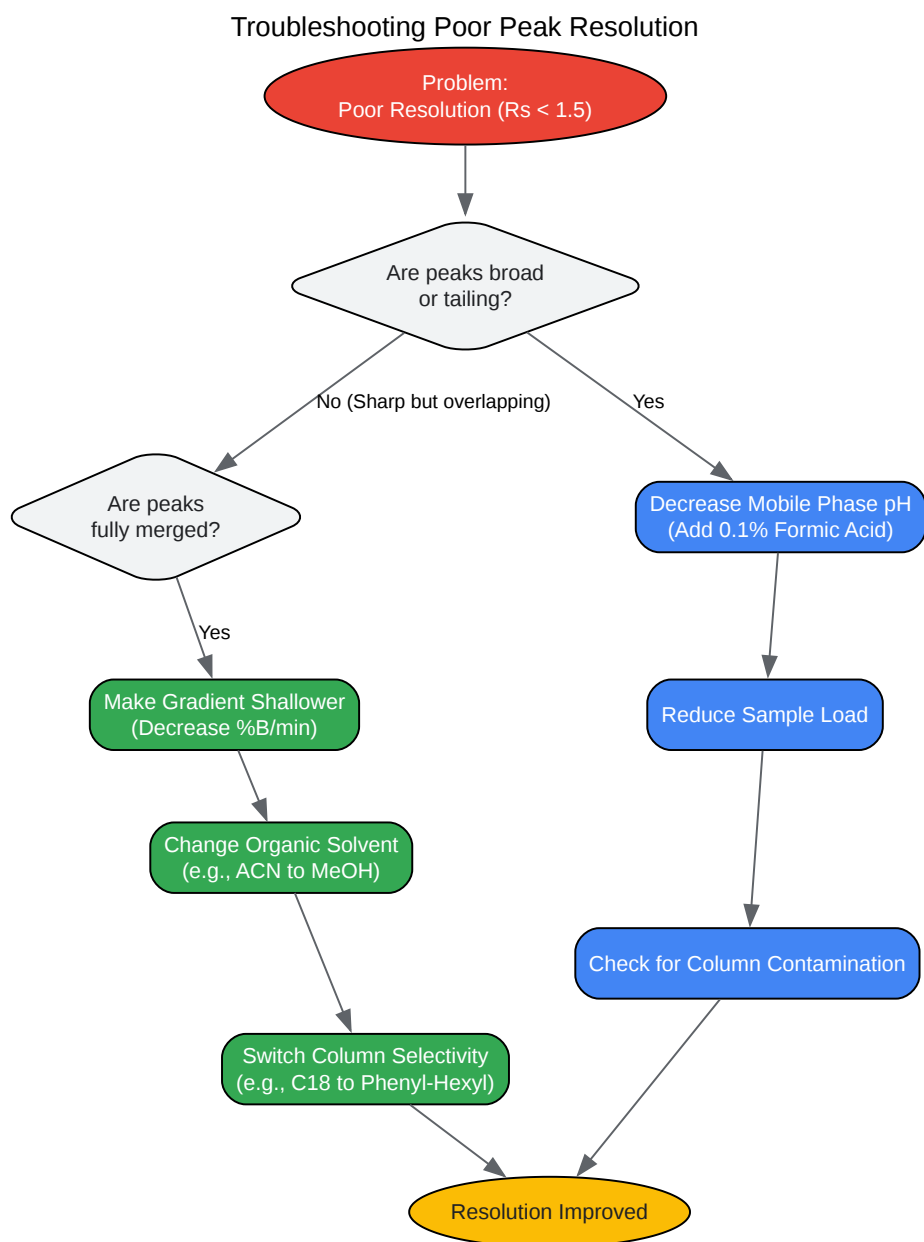 Troubleshooting Poor Peak Resolution
Problem:
Poor Resolution (Rs < 1.5)
Are peaks broad
or tailing?
No (Sharp but overlapping)
Yes
Are peaks
fully merged?
Decrease Mobile Phase pH
(Add 0.1% Formic Acid)
Yes
Make Gradient Shallower
(Decrease %B/min)
Reduce Sample Load
Change Organic Solvent
(e.g., ACN to MeOH)
Check for Column Contamination
Switch Column Selectivity
(e.g., C18 to Phenyl-Hexyl)
Resolution Improved